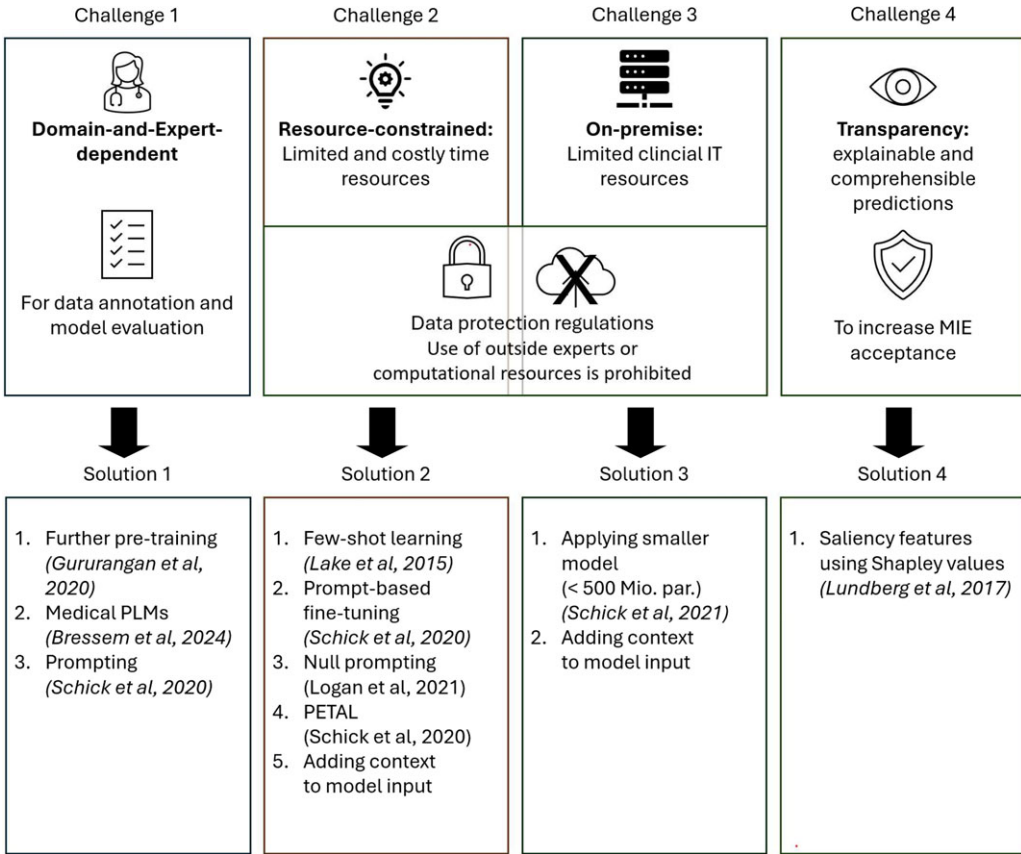 Challenge 1
Challenge 2
Challenge 3
Challenge 4
Domain-and-Expert-
dependent
For data annotation and
model evaluation
Resource-constrained:
Limited and costly time
resources
On-premise:
Limited clincial IT
resources
Data protection regulations
Use of outside experts or
computational resources is prohibited
Transparency:
explainable and
comprehensible
predictions
To increase MIE
acceptance
Solution 1
Solution 2
Solution 3
Solution 4
1. Further pre-training
(Gururangan et al,
2020)
2. Medical PLMs
(Bressem et al, 2024)
3. Prompting
(Schick et al, 2020)
1. Few-shot learning
(Lake et al, 2015)
2. Prompt-based
fine-tuning
(Schick et al, 2020)
3. Null prompting
(Logan et al, 2021)
4. PETAL
(Schick et al, 2020)
5. Adding context
to model input
1. Applying smaller
model
(< 500 Mio. par.)
(Schick et al, 2021)
2. Adding context
to model input
1. Saliency features
using Shapley values
(Lundberg et al, 2017)